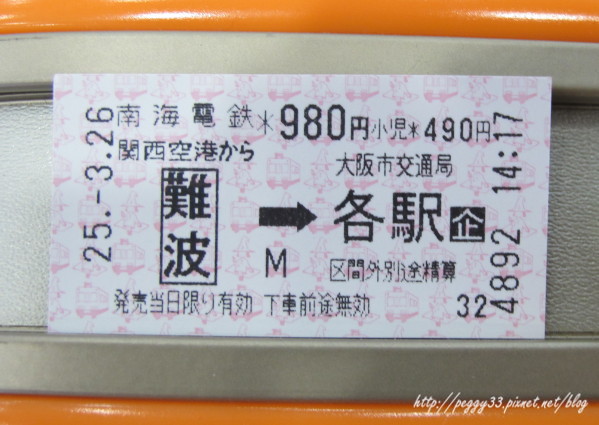 25.-3.26
南海電鉄 *980円 小児*490円
関西空港から
大阪市交通局
難波 ➡ 各駅 企
M
区間外別途精算
発売当日限り有効 下車前途無効
32
4892 14:17
http://peggy33.pixnet.net/blog